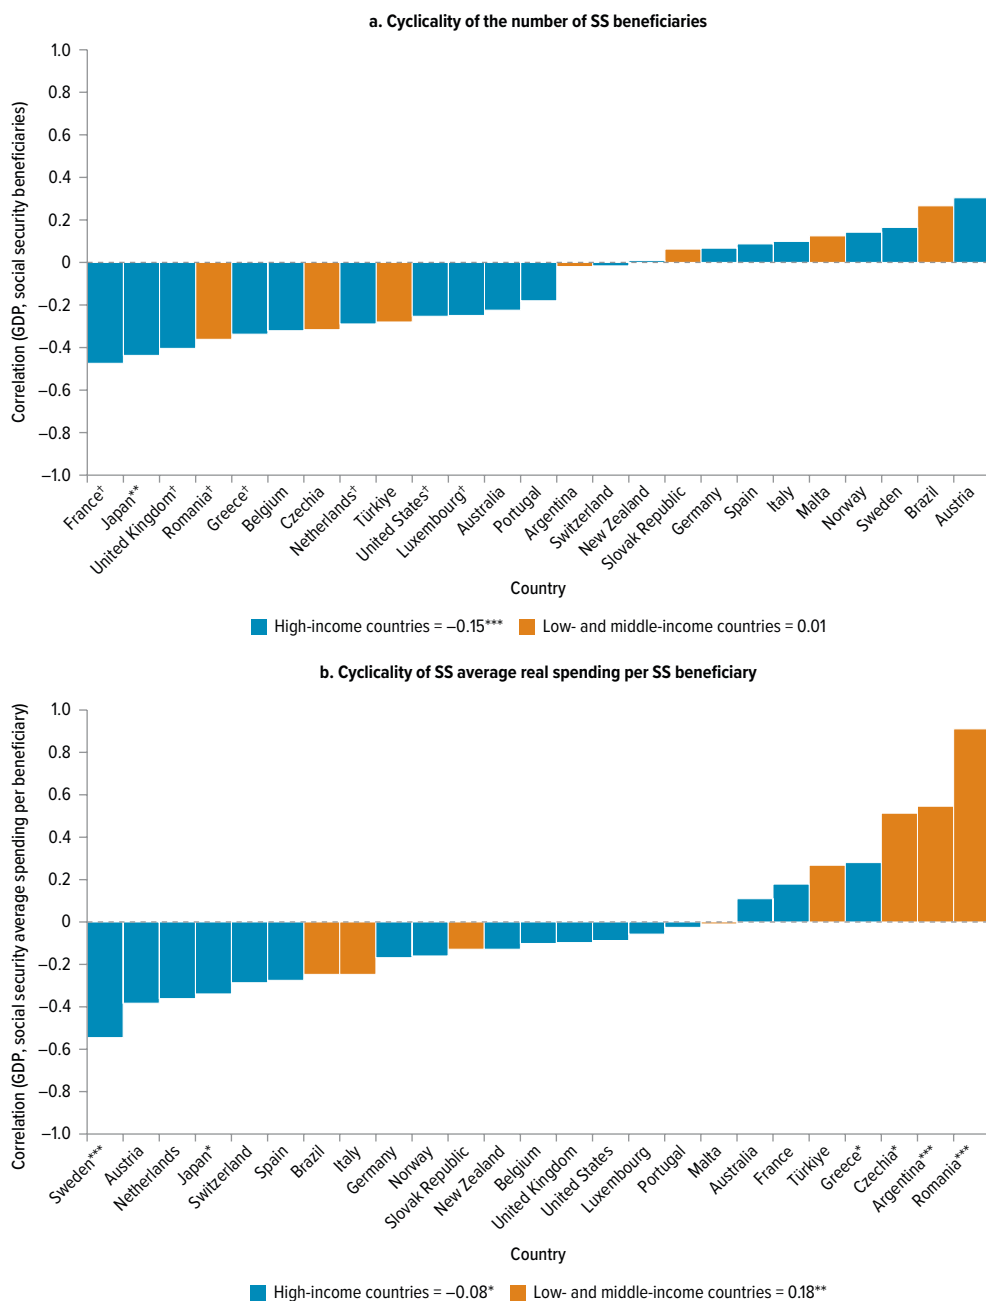 a. Cyclicality of the number of SS beneficiaries
Correlation (GDP, social security beneficiaries)
1.0
0.8
0.6
0.4
0.2
0
−0.2
−0.4
−0.6
−0.8
−1.0
France†
Japan**
United Kingdom†
Romania†
Greece†
Belgium
Czechia
Netherlands†
Türkiye
United States†
Luxembourg†
Australia
Portugal
Argentina
Switzerland
New Zealand
Slovak Republic
Germany
Spain
Italy
Malta
Norway
Sweden
Brazil
Austria
Country
High-income countries = −0.15***
Low- and middle-income countries = 0.01
b. Cyclicality of SS average real spending per SS beneficiary
Correlation (GDP, social security average spending per beneficiary)
1.0
0.8
0.6
0.4
0.2
0
−0.2
−0.4
−0.6
−0.8
−1.0
Sweden***
Austria
Netherlands
Japan*
Switzerland
Spain
Brazil
Italy
Germany
Norway
Slovak Republic
New Zealand
Belgium
United Kingdom
United States
Luxembourg
Portugal
Malta
Australia
France
Türkiye
Greece*
Czechia*
Argentina***
Romania***
Country
High-income countries = −0.08*
Low- and middle-income countries = 0.18**